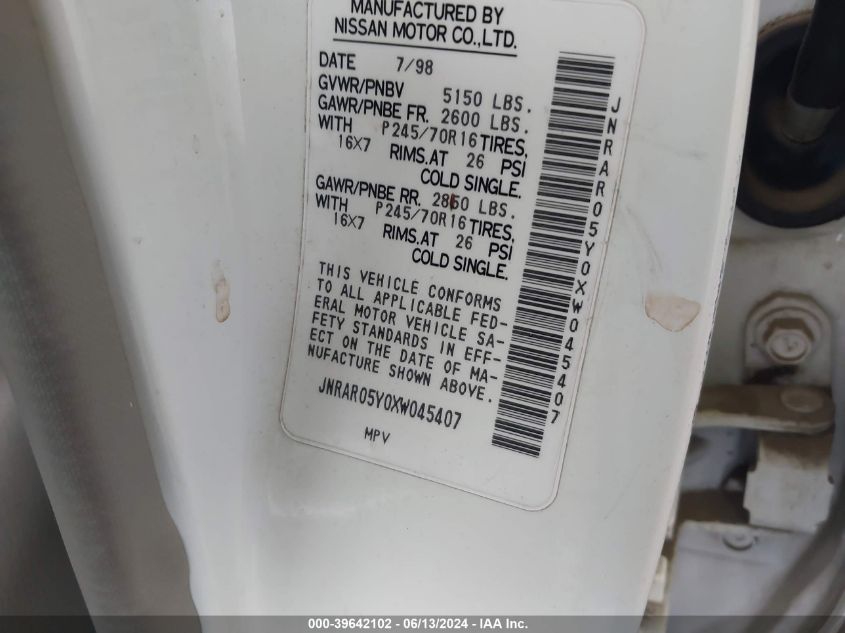 MANUFACTURED BY
NISSAN MOTOR CO.,LTD.
DATE 7/98
GVWR/PNBV 5150 LBS.
GAWR/PNBE FR. 2600 LBS.
WITH P245/70R16 TIRES,
16X7 RIMS.AT 26 PSI
COLD SINGLE.
GAWR/PNBE RR. 2860 LBS.
WITH P245/70R16 TIRES,
16X7 RIMS.AT 26 PSI
COLD SINGLE.
THIS VEHICLE CONFORMS
TO ALL APPLICABLE FED-
ERAL MOTOR VEHICLE SA-
FETY STANDARDS IN EFF-
ECT ON THE DATE OF MA-
NUFACTURE SHOWN ABOVE.
JNRAR05Y0XW045407
MPV
JNRAR05Y0XW045407
000-39642102 - 06/13/2024 - IAA Inc.